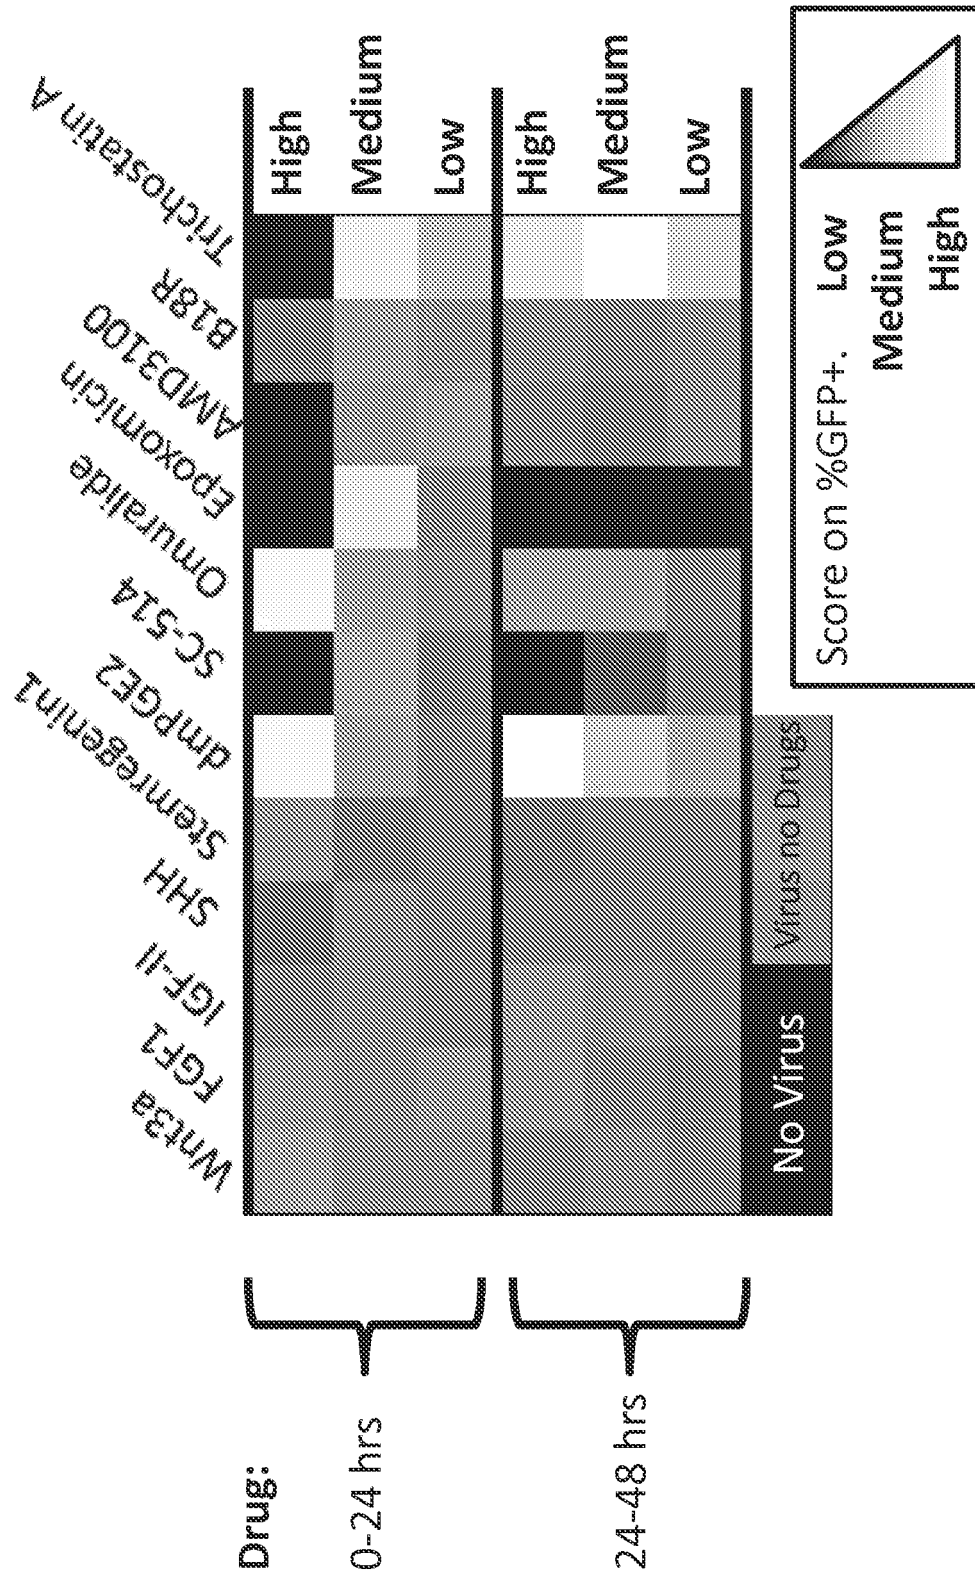 Drug:
Wnt3a
FGF1
IGF-II
SHH
Stemregenin1
dmPGE2
SC-514
Omuralide
Epoxomicin
AMD3100
B18R
Trichostatin A
0-24 hrs
High
Medium
Low
24-48 hrs
High
Medium
Low
No Virus
Virus no Drugs
Score on %GFP+.
Low
Medium
High